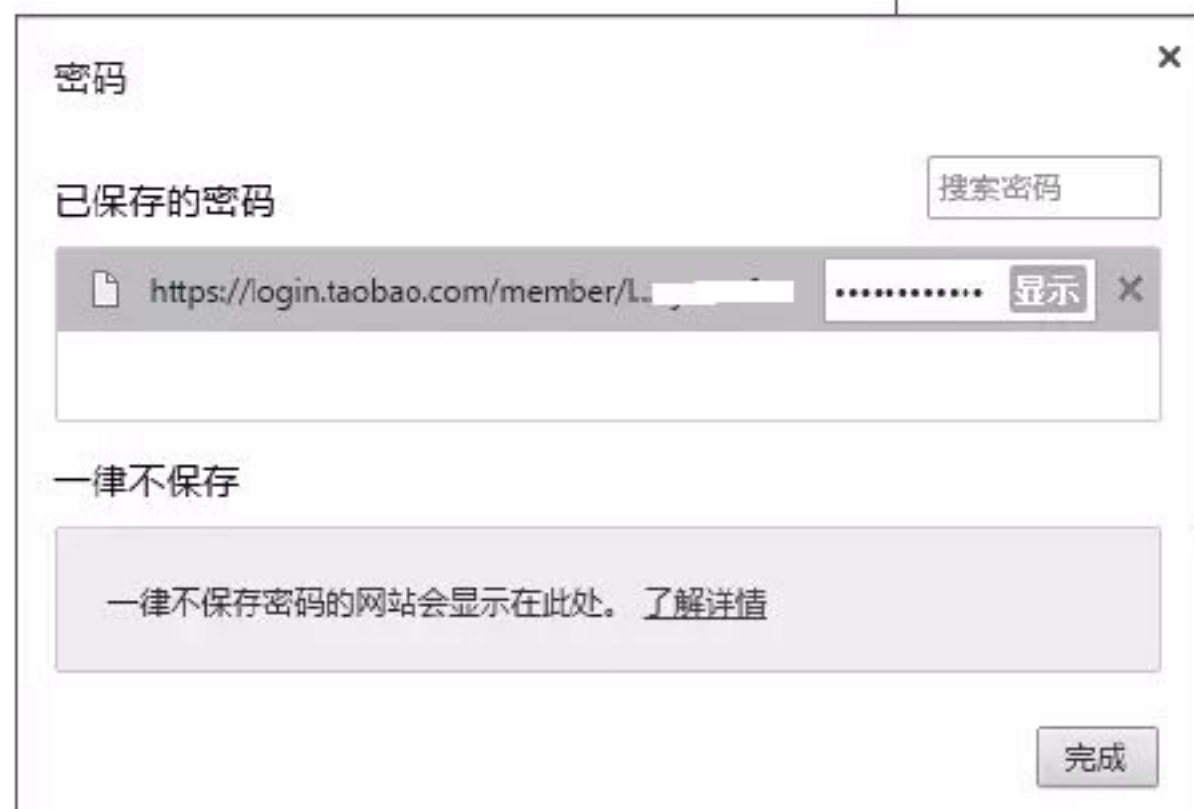 密码
已保存的密码
搜索密码
https://login.taobao.com/member/L
显示
一律不保存
一律不保存密码的网站会显示在此处。 了解详情
完成